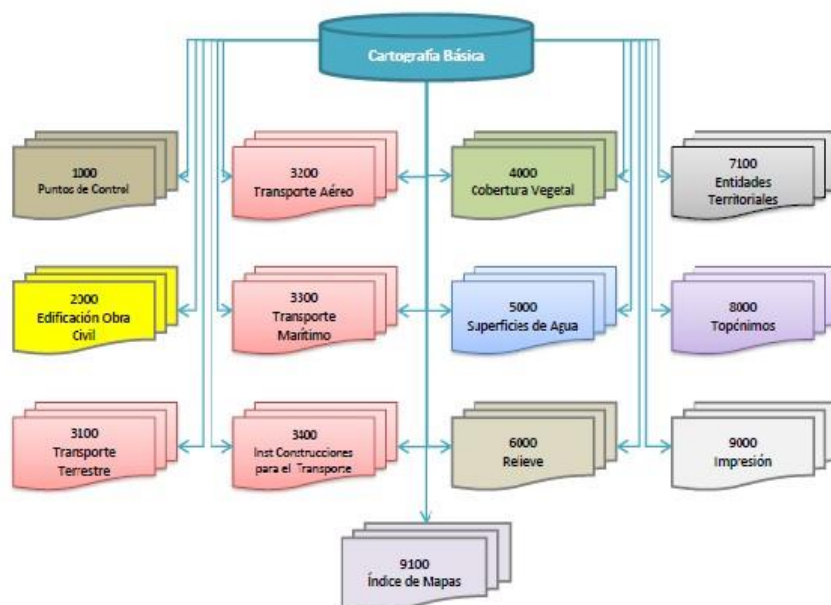 Cartografía Básica
1000
Puntos de Control
3200
Transporte Aéreo
4000
Cobertura Vegetal
7100
Entidades
Territoriales
2000
Edificación Obra
Civil
3300
Transporte
Marítimo
5000
Superficies de Agua
8000
Topónimos
3100
Transporte
Terrestre
3400
Inst Construcciones
para el Transporte
6000
Relieve
9000
Impresión
9100
Índice de Mapas